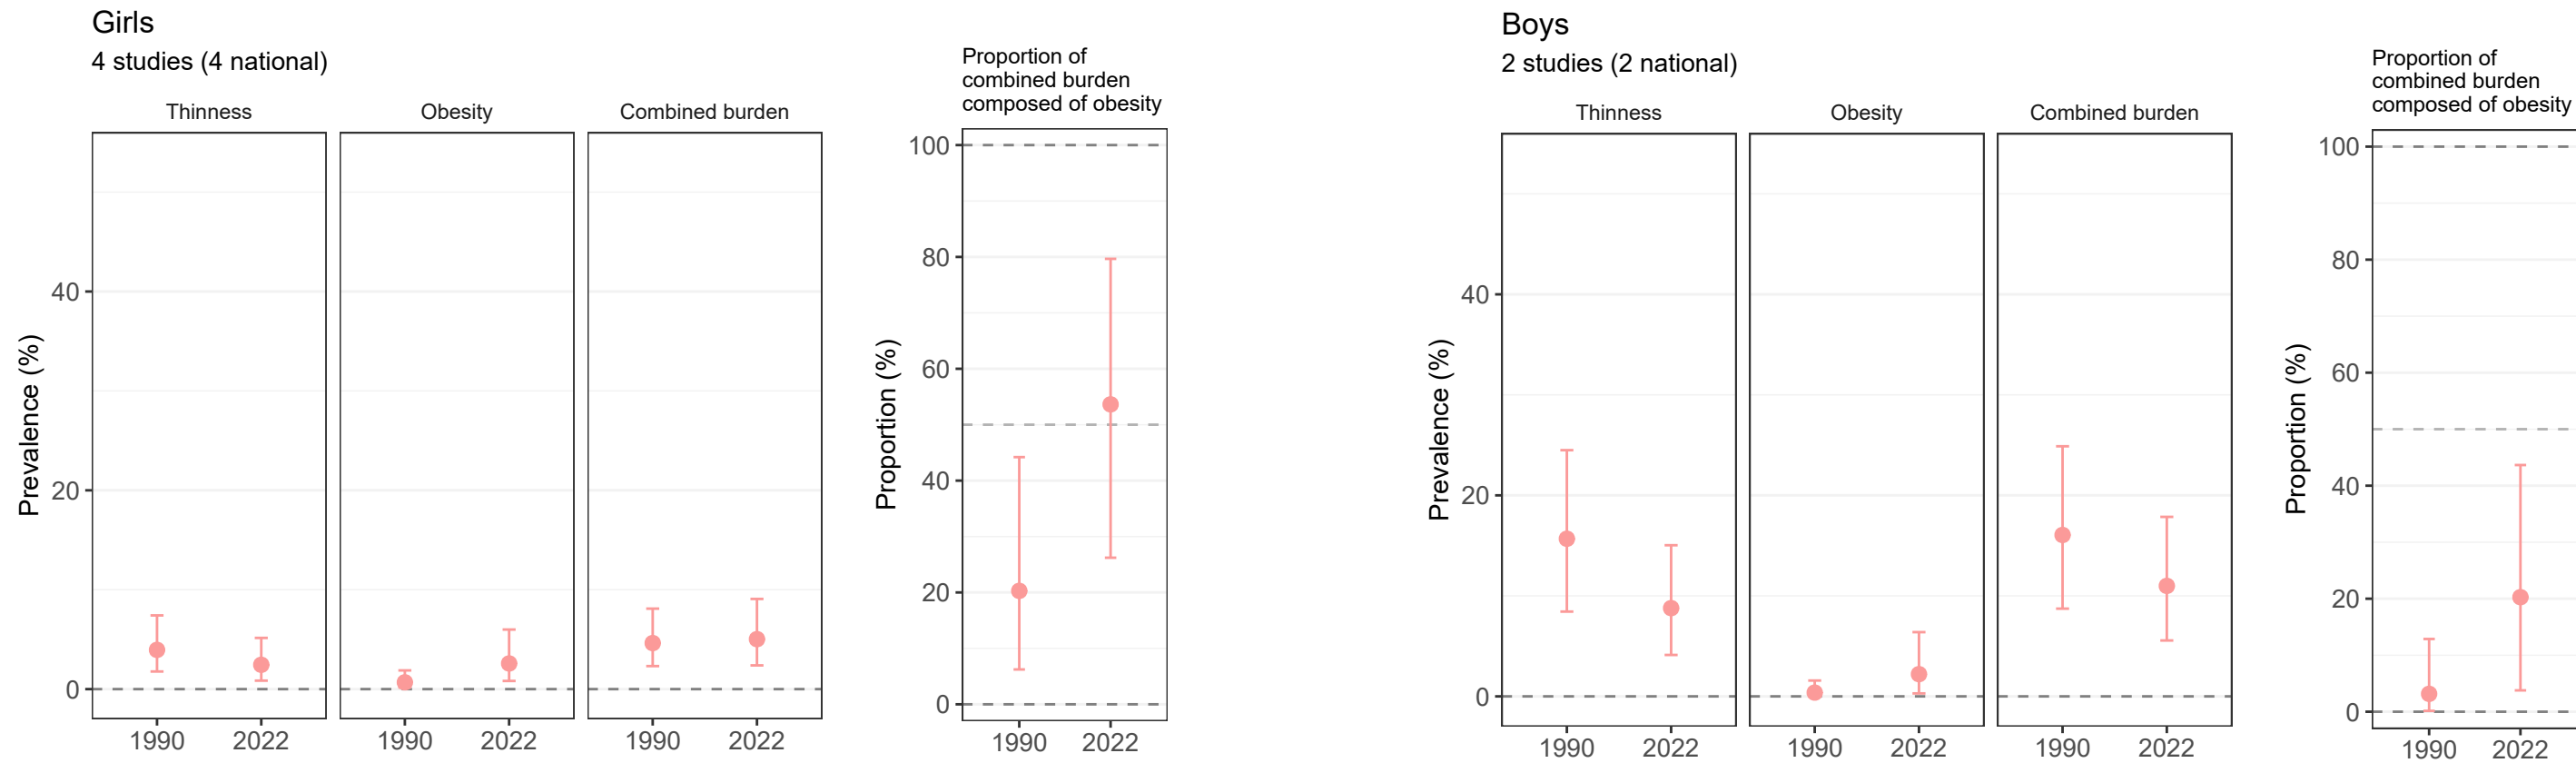 Girls
4 studies (4 national)
Thinness
Obesity
Combined burden
Prevalence (%)
40
20
0
1990
2022
1990
2022
1990
2022
Proportion of
combined burden
composed of obesity
Proportion (%)
100
80
60
40
20
0
1990
2022
Boys
2 studies (2 national)
Thinness
Obesity
Combined burden
Prevalence (%)
40
20
0
1990
2022
1990
2022
1990
2022
Proportion of
combined burden
composed of obesity
Proportion (%)
100
80
60
40
20
0
1990
2022